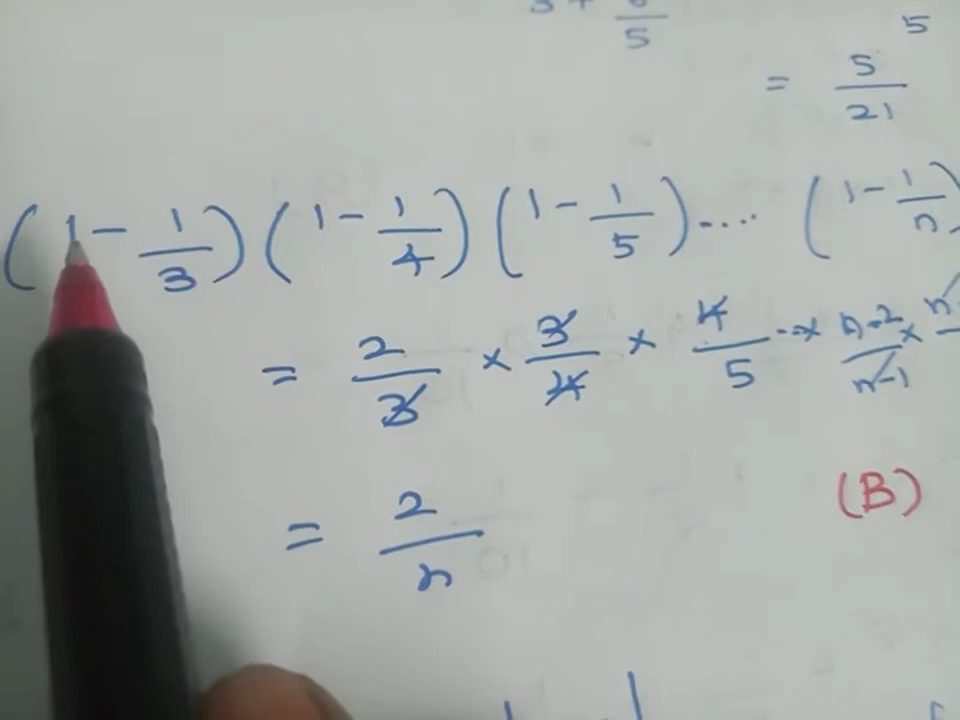 5
= 5/21
(1 - 1/3) (1 - 1/4) (1 - 1/5) .... (1 - 1/n)
= 2/3 × 3/4 × 4/5 --× n-2/n-1 × n
(B)
= 2/n